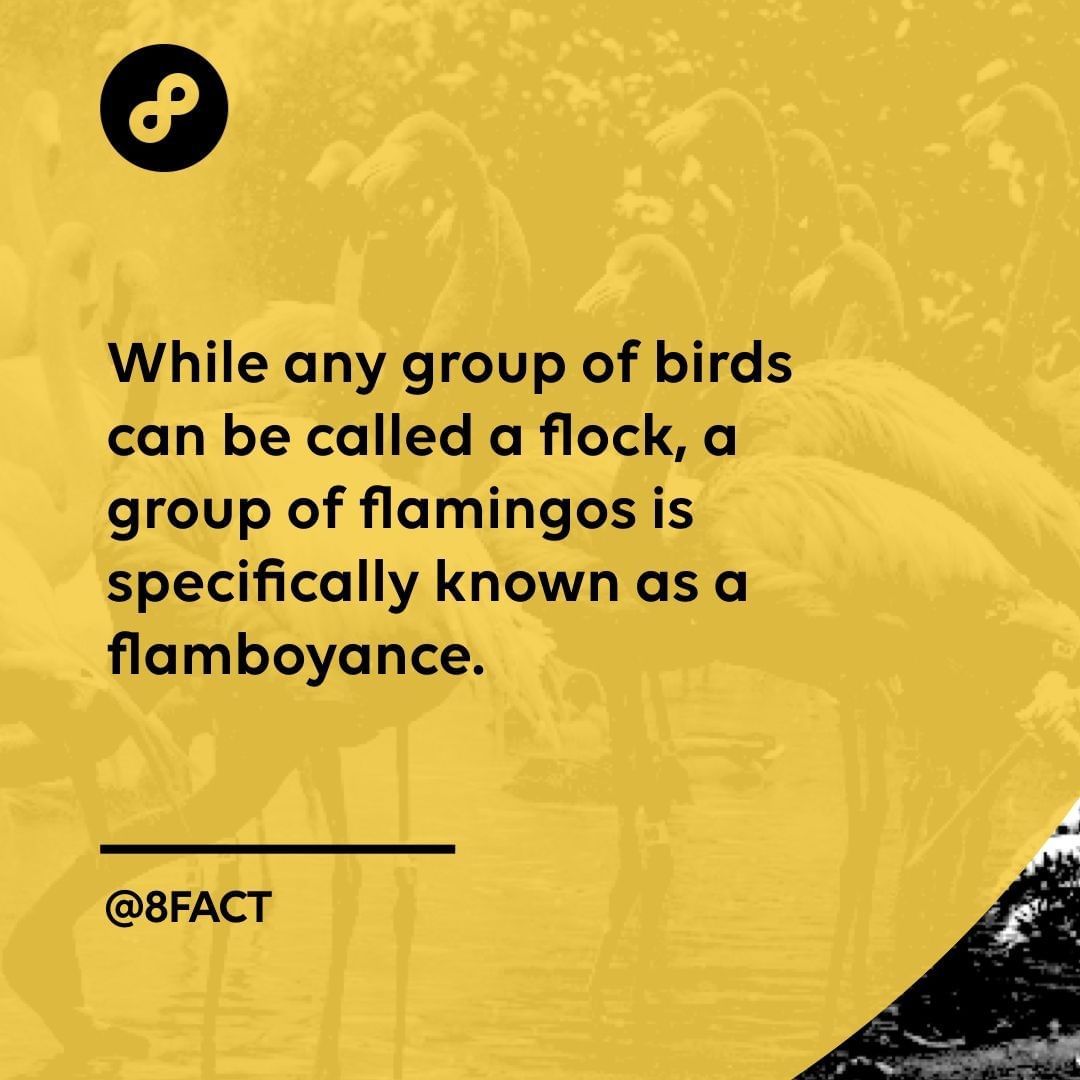 While any group of birds
can be called a flock, a
group of flamingos is
specifically known as a
flamboyance.
@8FACT